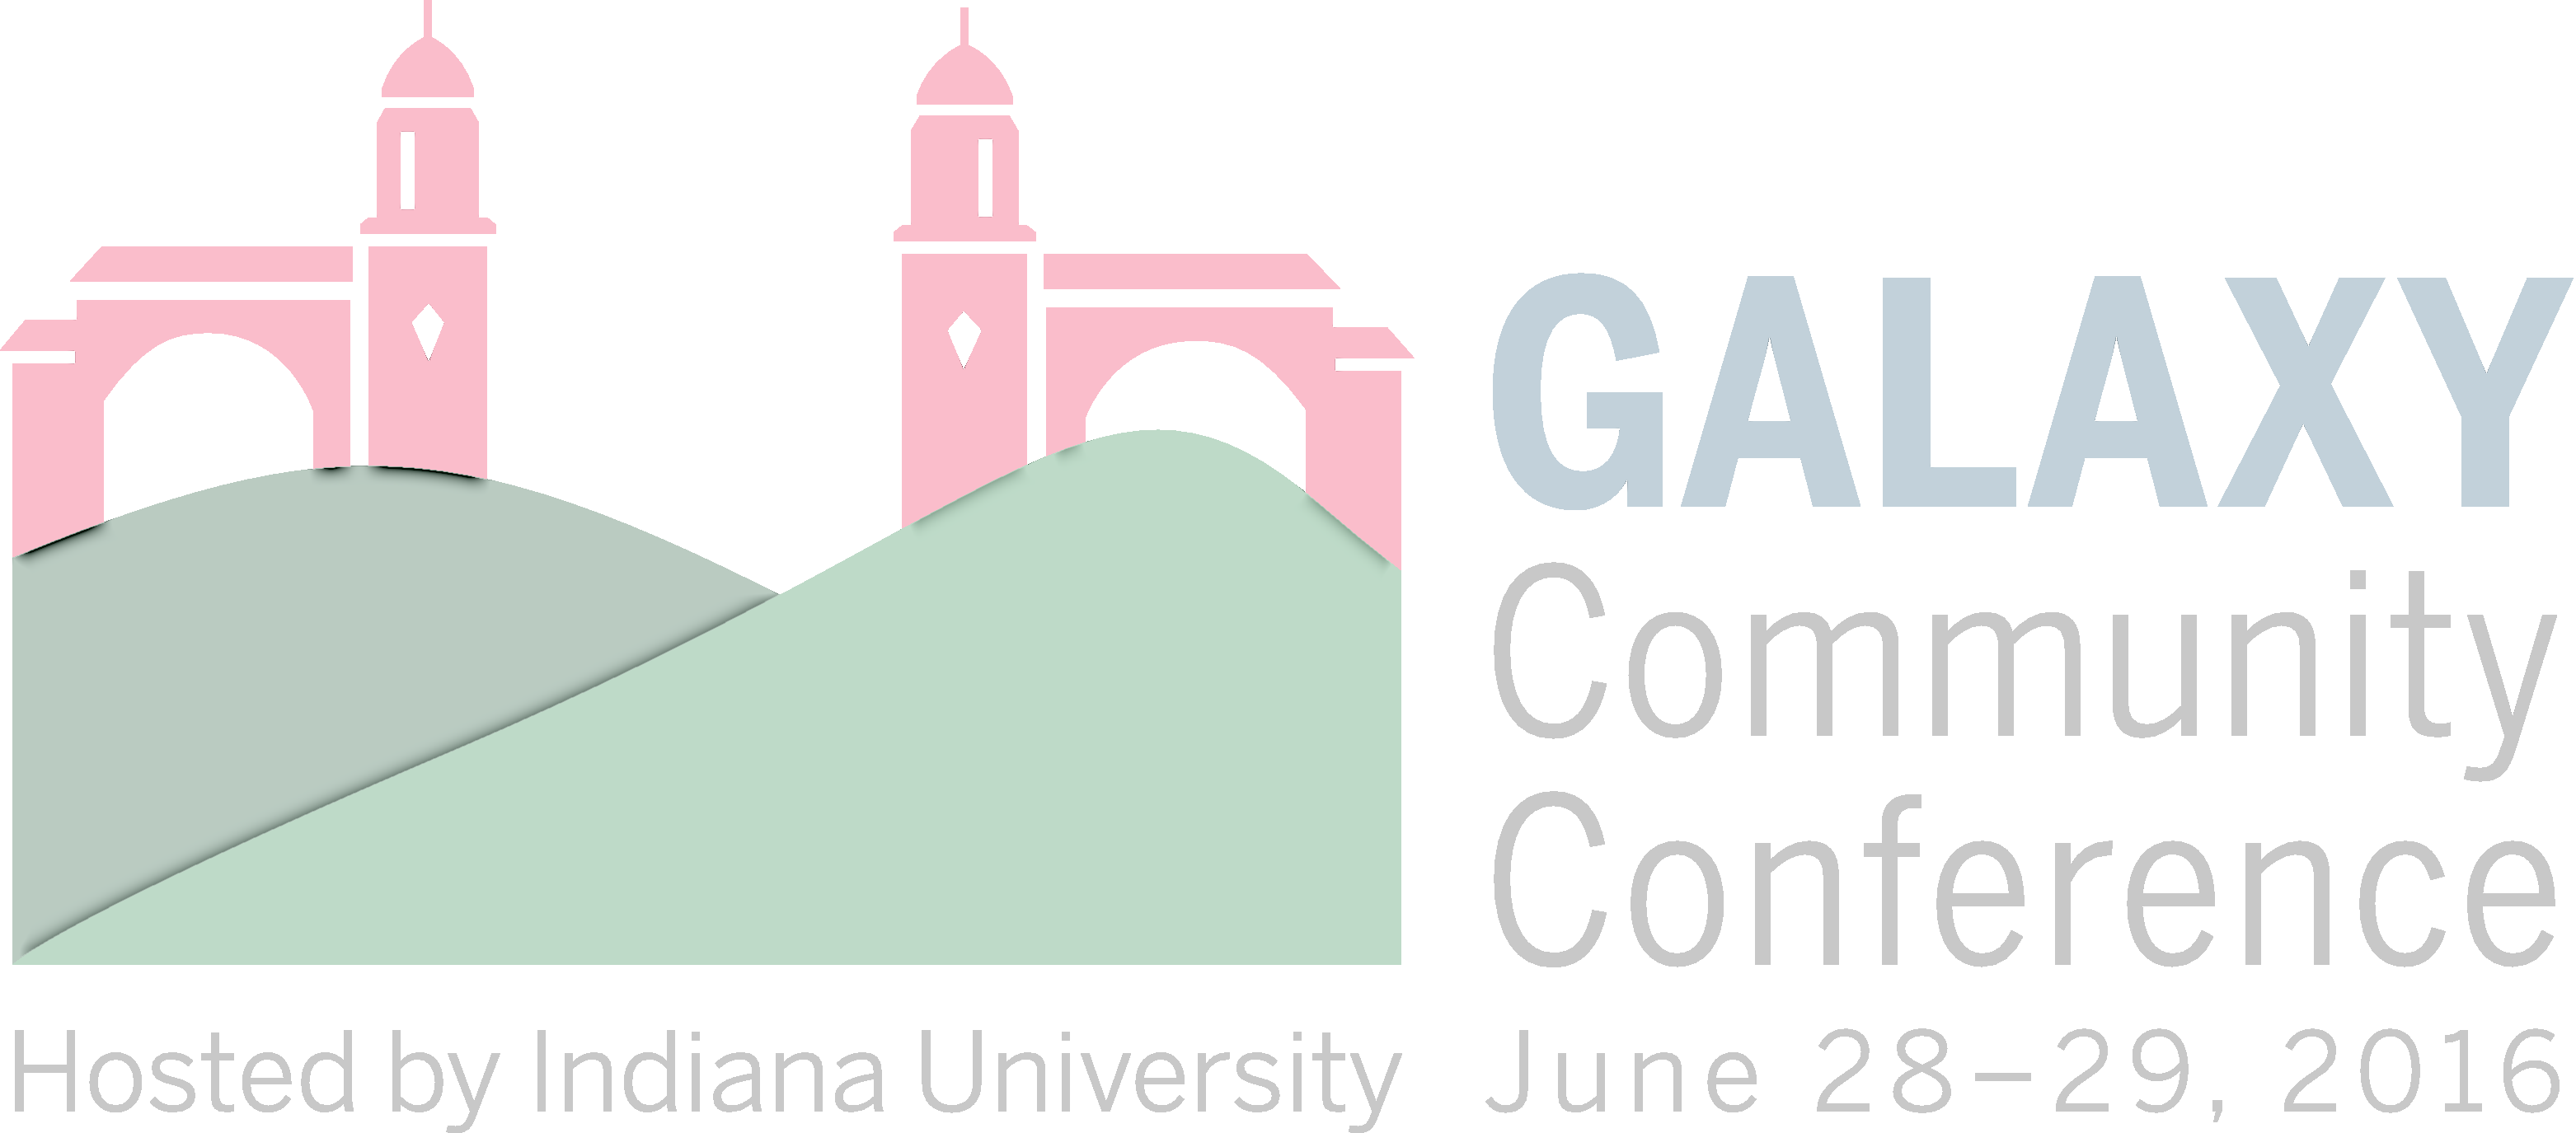 GALAXY
Community
Conference
Hosted by Indiana University June 28–29, 2016